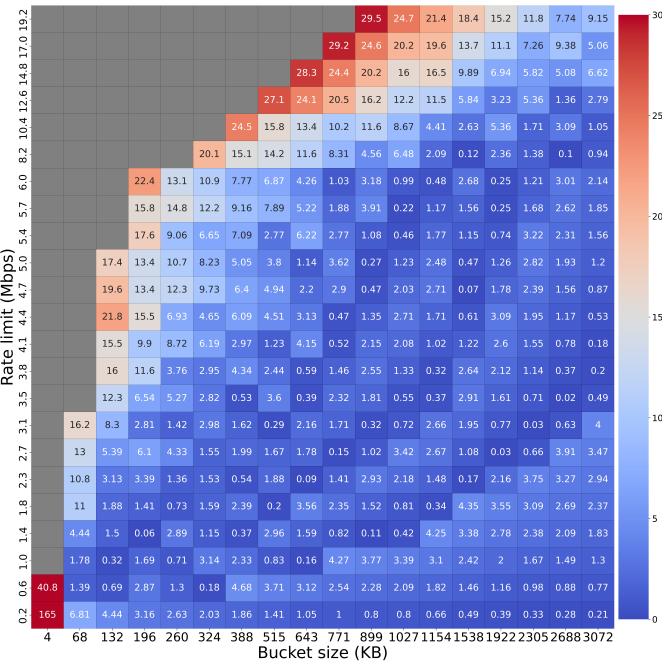 19.2 29.5 24.7 21.4 18.4 15.2 11.8 7.74 9.15 30
17.0 29.2 24.6 20.2 19.6 13.7 11.1 7.26 9.38 5.06
14.8 28.3 24.4 20.2 16 16.5 9.89 6.94 5.82 5.08 6.62
12.6 27.1 24.1 20.5 16.2 12.2 11.5 5.84 3.23 5.36 1.36 2.79 25
10.4 24.5 15.8 13.4 10.2 11.6 8.67 4.41 2.63 5.36 1.71 3.09 1.05
8.2 20.1 15.1 14.2 11.6 8.31 4.56 6.48 2.09 0.12 2.36 1.38 0.1 0.94
6.0 22.4 13.1 10.9 7.77 6.87 4.26 1.03 3.18 0.99 0.48 2.68 0.25 1.21 3.01 2.14
5.7 15.8 14.8 12.2 9.16 7.89 5.22 1.88 3.91 0.22 1.17 1.56 0.25 1.68 2.62 1.85 20
5.4 17.6 9.06 6.65 7.09 2.77 6.22 2.77 1.08 0.46 1.77 1.15 0.74 3.22 2.31 1.56
5.0 17.4 13.4 10.7 8.23 5.05 3.8 1.14 3.62 0.27 1.23 2.48 0.47 1.26 2.82 1.93 1.2
4.7 19.6 13.4 12.3 9.73 6.4 4.94 2.2 2.9 0.47 2.03 2.71 0.07 1.78 2.39 1.56 0.87
4.4 21.8 15.5 6.93 4.65 6.09 4.51 3.13 0.47 1.35 2.71 1.71 0.61 3.09 1.95 1.17 0.53
4.1 15.5 9.9 8.72 6.19 2.97 1.23 4.15 0.52 2.15 2.08 1.02 1.22 2.6 1.55 0.78 0.18 15
3.8 16 11.6 3.76 2.95 4.34 2.44 0.59 1.46 2.55 1.33 0.32 2.64 2.12 1.14 0.37 0.2
3.5 12.3 6.54 5.27 2.82 0.53 3.6 0.39 2.32 1.81 0.55 0.37 2.91 1.61 0.71 0.02 0.49
3.1 16.2 8.3 2.81 1.42 2.98 1.62 0.29 2.16 1.71 0.32 0.72 2.66 1.95 0.77 0.03 0.63 4 10
2.7 13 5.39 6.1 4.33 1.55 1.99 1.67 1.78 0.15 1.02 3.42 2.67 1.08 0.03 0.66 3.91 3.47
2.3 10.8 3.13 3.39 1.36 1.53 0.54 1.88 0.09 1.41 2.93 2.18 1.48 0.17 2.16 3.75 3.27 2.94
1.8 11 1.88 1.41 0.73 1.59 2.39 0.2 3.56 2.35 1.52 0.81 0.34 4.35 3.55 3.09 2.69 2.37
1.4 4.44 1.5 0.06 2.89 1.15 0.37 2.96 1.59 0.82 0.11 0.42 4.25 3.38 2.78 2.38 2.09 1.83 5
1.0 1.78 0.32 1.69 0.71 3.14 2.33 0.83 0.16 4.27 3.77 3.39 3.1 2.42 2 1.67 1.49 1.3
0.6 40.8 1.39 0.69 2.87 1.3 0.18 4.68 3.71 3.12 2.54 2.28 2.09 1.82 1.46 1.16 0.98 0.88 0.77
0.2 165 6.81 4.44 3.16 2.63 2.03 1.86 1.41 1.05 1 0.8 0.8 0.66 0.49 0.39 0.33 0.28 0.21 0
4 68 132 196 260 324 388 515 643 771 899 1027 1154 1538 1922 2305 2688 3072
Rate limit (Mbps)
Bucket size (KB)